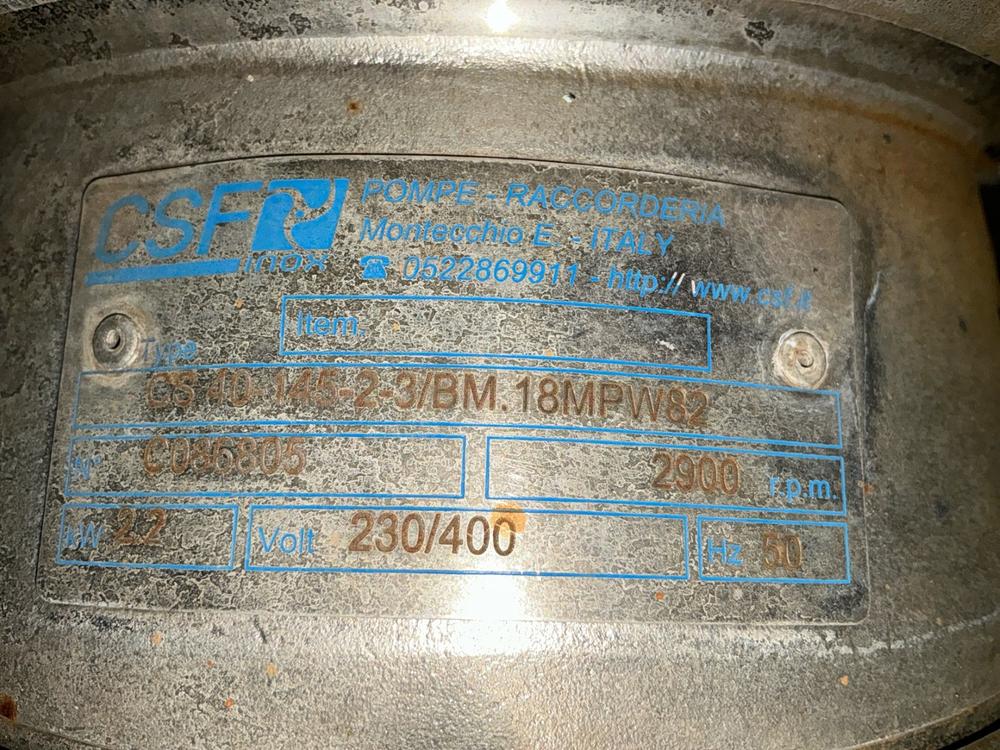 CSF inox
POMPE - RACCORDERIA
Montecchio E. - ITALY
☎ 0522869911 - http://www.csf.it
Item.
Type
CS 40-145-2-3/BM.18MPW82
N° C086805
2900 r.p.m.
kW 2.2
Volt 230/400
Hz 50